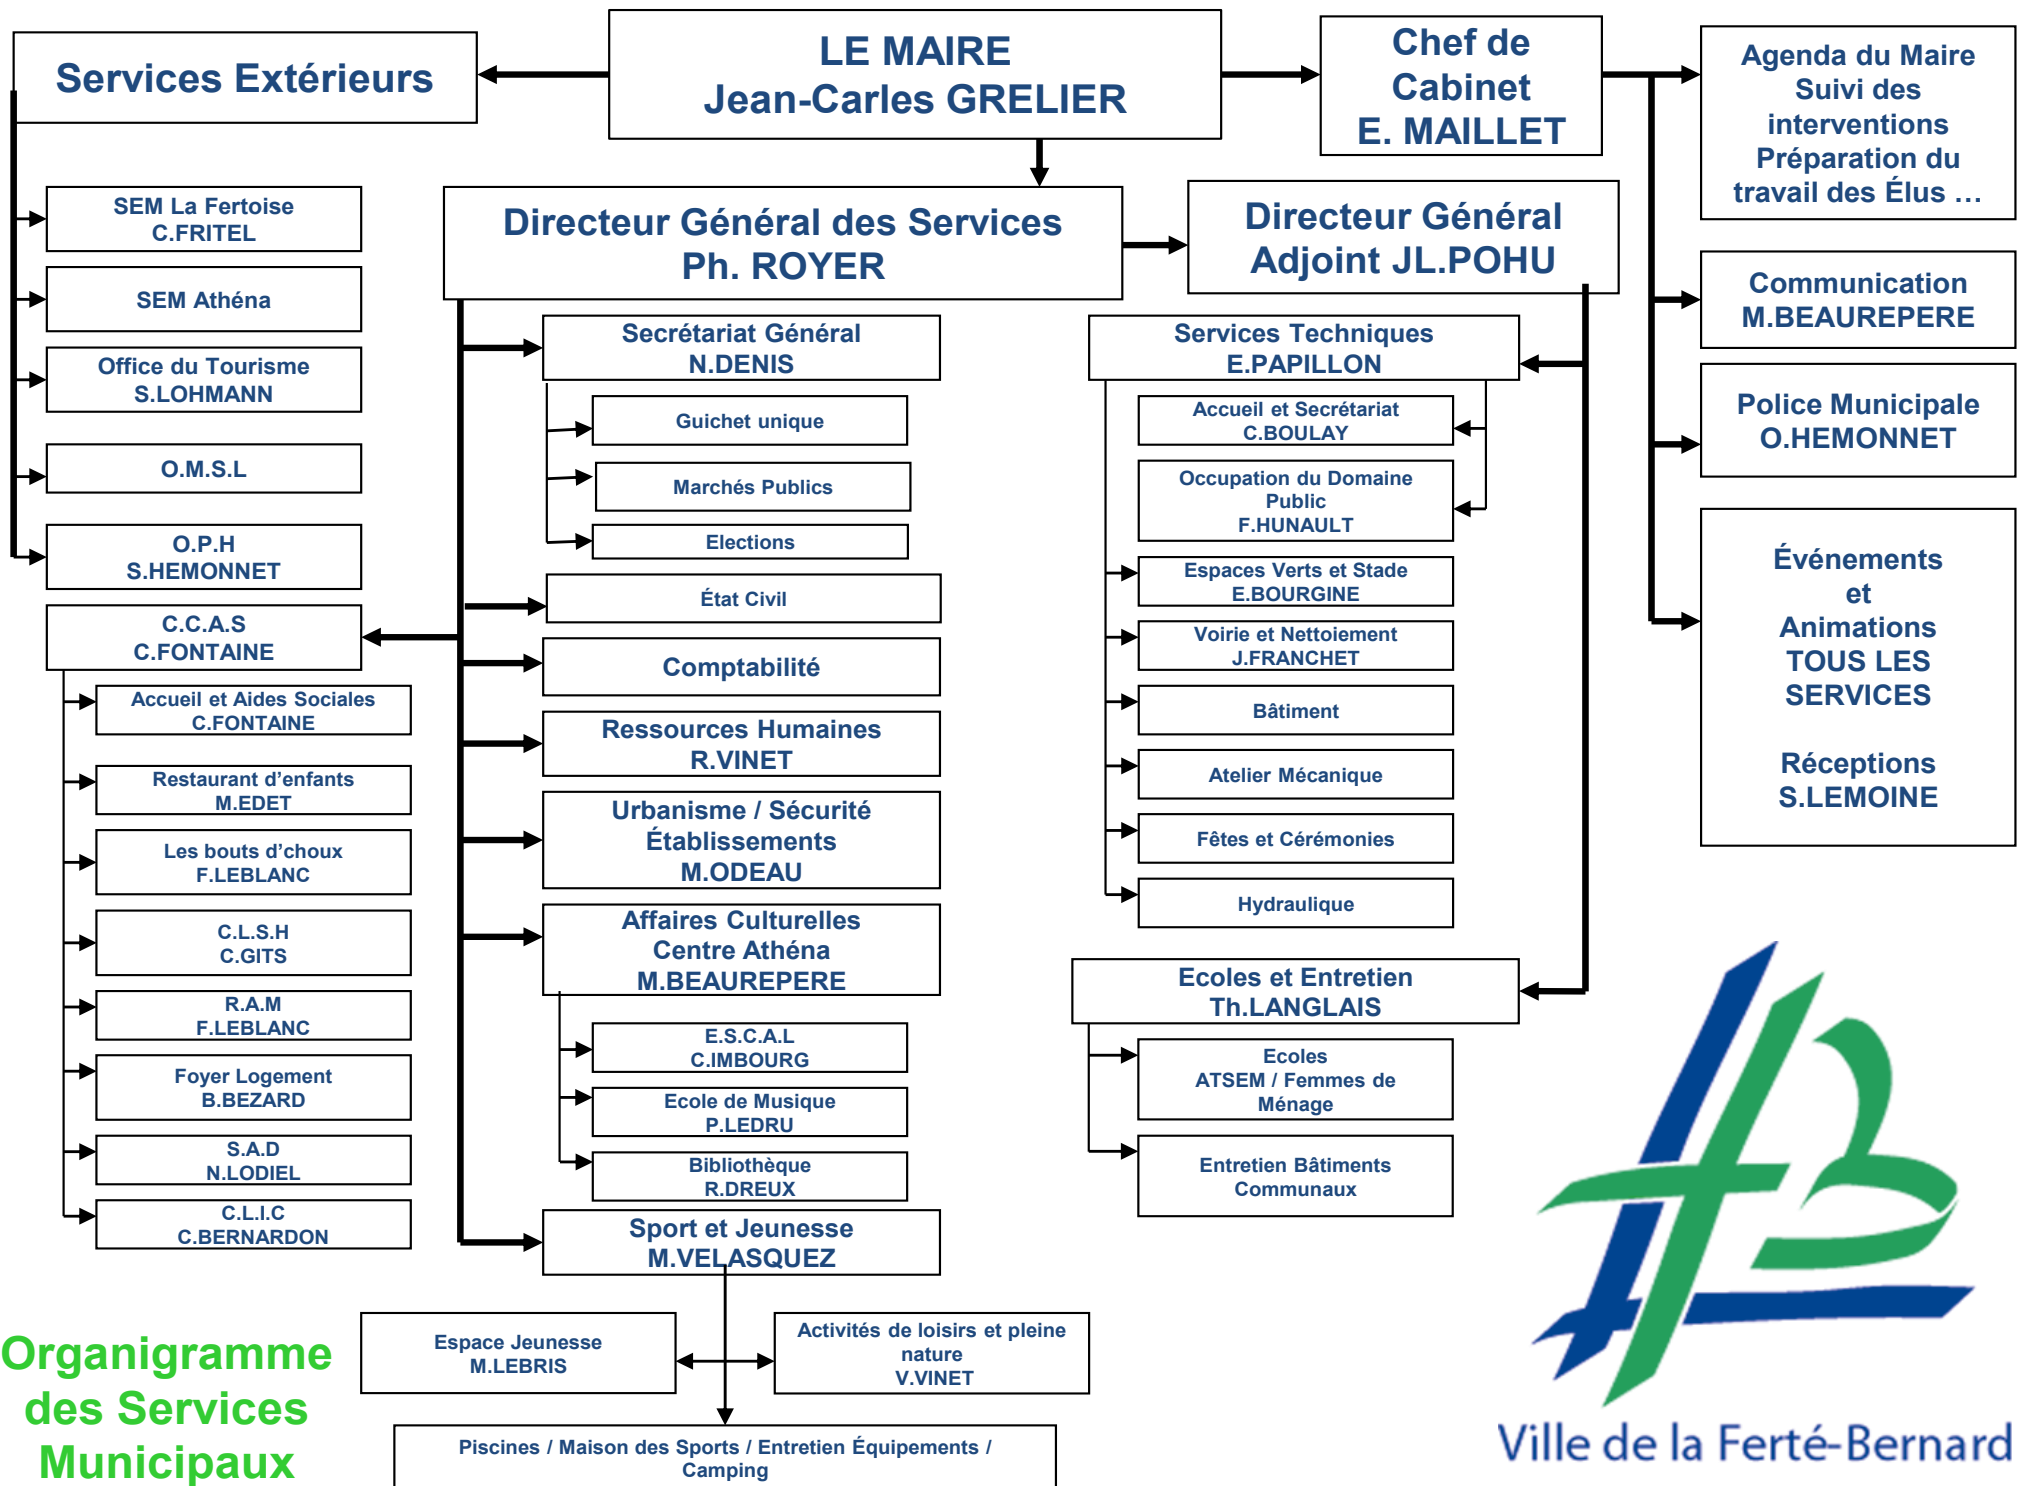 Services Extérieurs
LE MAIRE
Jean-Carles GRELIER
Chef de
Cabinet
E. MAILLET
Agenda du Maire
Suivi des
interventions
Préparation du
travail des Élus …
Communication
M.BEAUREPERE
Police Municipale
O.HEMONNET
Événements
et
Animations
TOUS LES
SERVICES
Réceptions
S.LEMOINE
SEM La Fertoise
C.FRITEL
SEM Athéna
Office du Tourisme
S.LOHMANN
O.M.S.L
O.P.H
S.HEMONNET
C.C.A.S
C.FONTAINE
Accueil et Aides Sociales
C.FONTAINE
Restaurant d’enfants
M.EDET
Les bouts d’choux
F.LEBLANC
C.L.S.H
C.GITS
R.A.M
F.LEBLANC
Foyer Logement
B.BEZARD
S.A.D
N.LODIEL
C.L.I.C
C.BERNARDON
Directeur Général des Services
Ph. ROYER
Secrétariat Général
N.DENIS
Guichet unique
Marchés Publics
Elections
État Civil
Comptabilité
Ressources Humaines
R.VINET
Urbanisme / Sécurité
Établissements
M.ODEAU
Affaires Culturelles
Centre Athéna
M.BEAUREPERE
E.S.C.A.L
C.IMBOURG
Ecole de Musique
P.LEDRU
Bibliothèque
R.DREUX
Sport et Jeunesse
M.VELASQUEZ
Espace Jeunesse
M.LEBRIS
Activités de loisirs et pleine
nature
V.VINET
Piscines / Maison des Sports / Entretien Équipements /
Camping
Directeur Général
Adjoint JL.POHU
Services Techniques
E.PAPILLON
Accueil et Secrétariat
C.BOULAY
Occupation du Domaine
Public
F.HUNAULT
Espaces Verts et Stade
E.BOURGINE
Voirie et Nettoiement
J.FRANCHET
Bâtiment
Atelier Mécanique
Fêtes et Cérémonies
Hydraulique
Ecoles et Entretien
Th.LANGLAIS
Ecoles
ATSEM / Femmes de
Ménage
Entretien Bâtiments
Communaux
Organigramme
des Services
Municipaux
Ville de la Ferté-Bernard